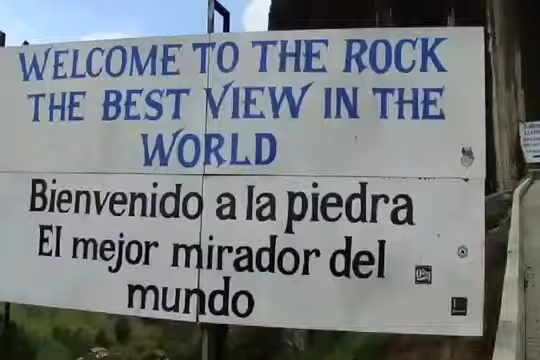 WELCOME TO THE ROCK
THE BEST VIEW IN THE
WORLD
Bienvenido a la piedra
El mejor mirador del
mundo